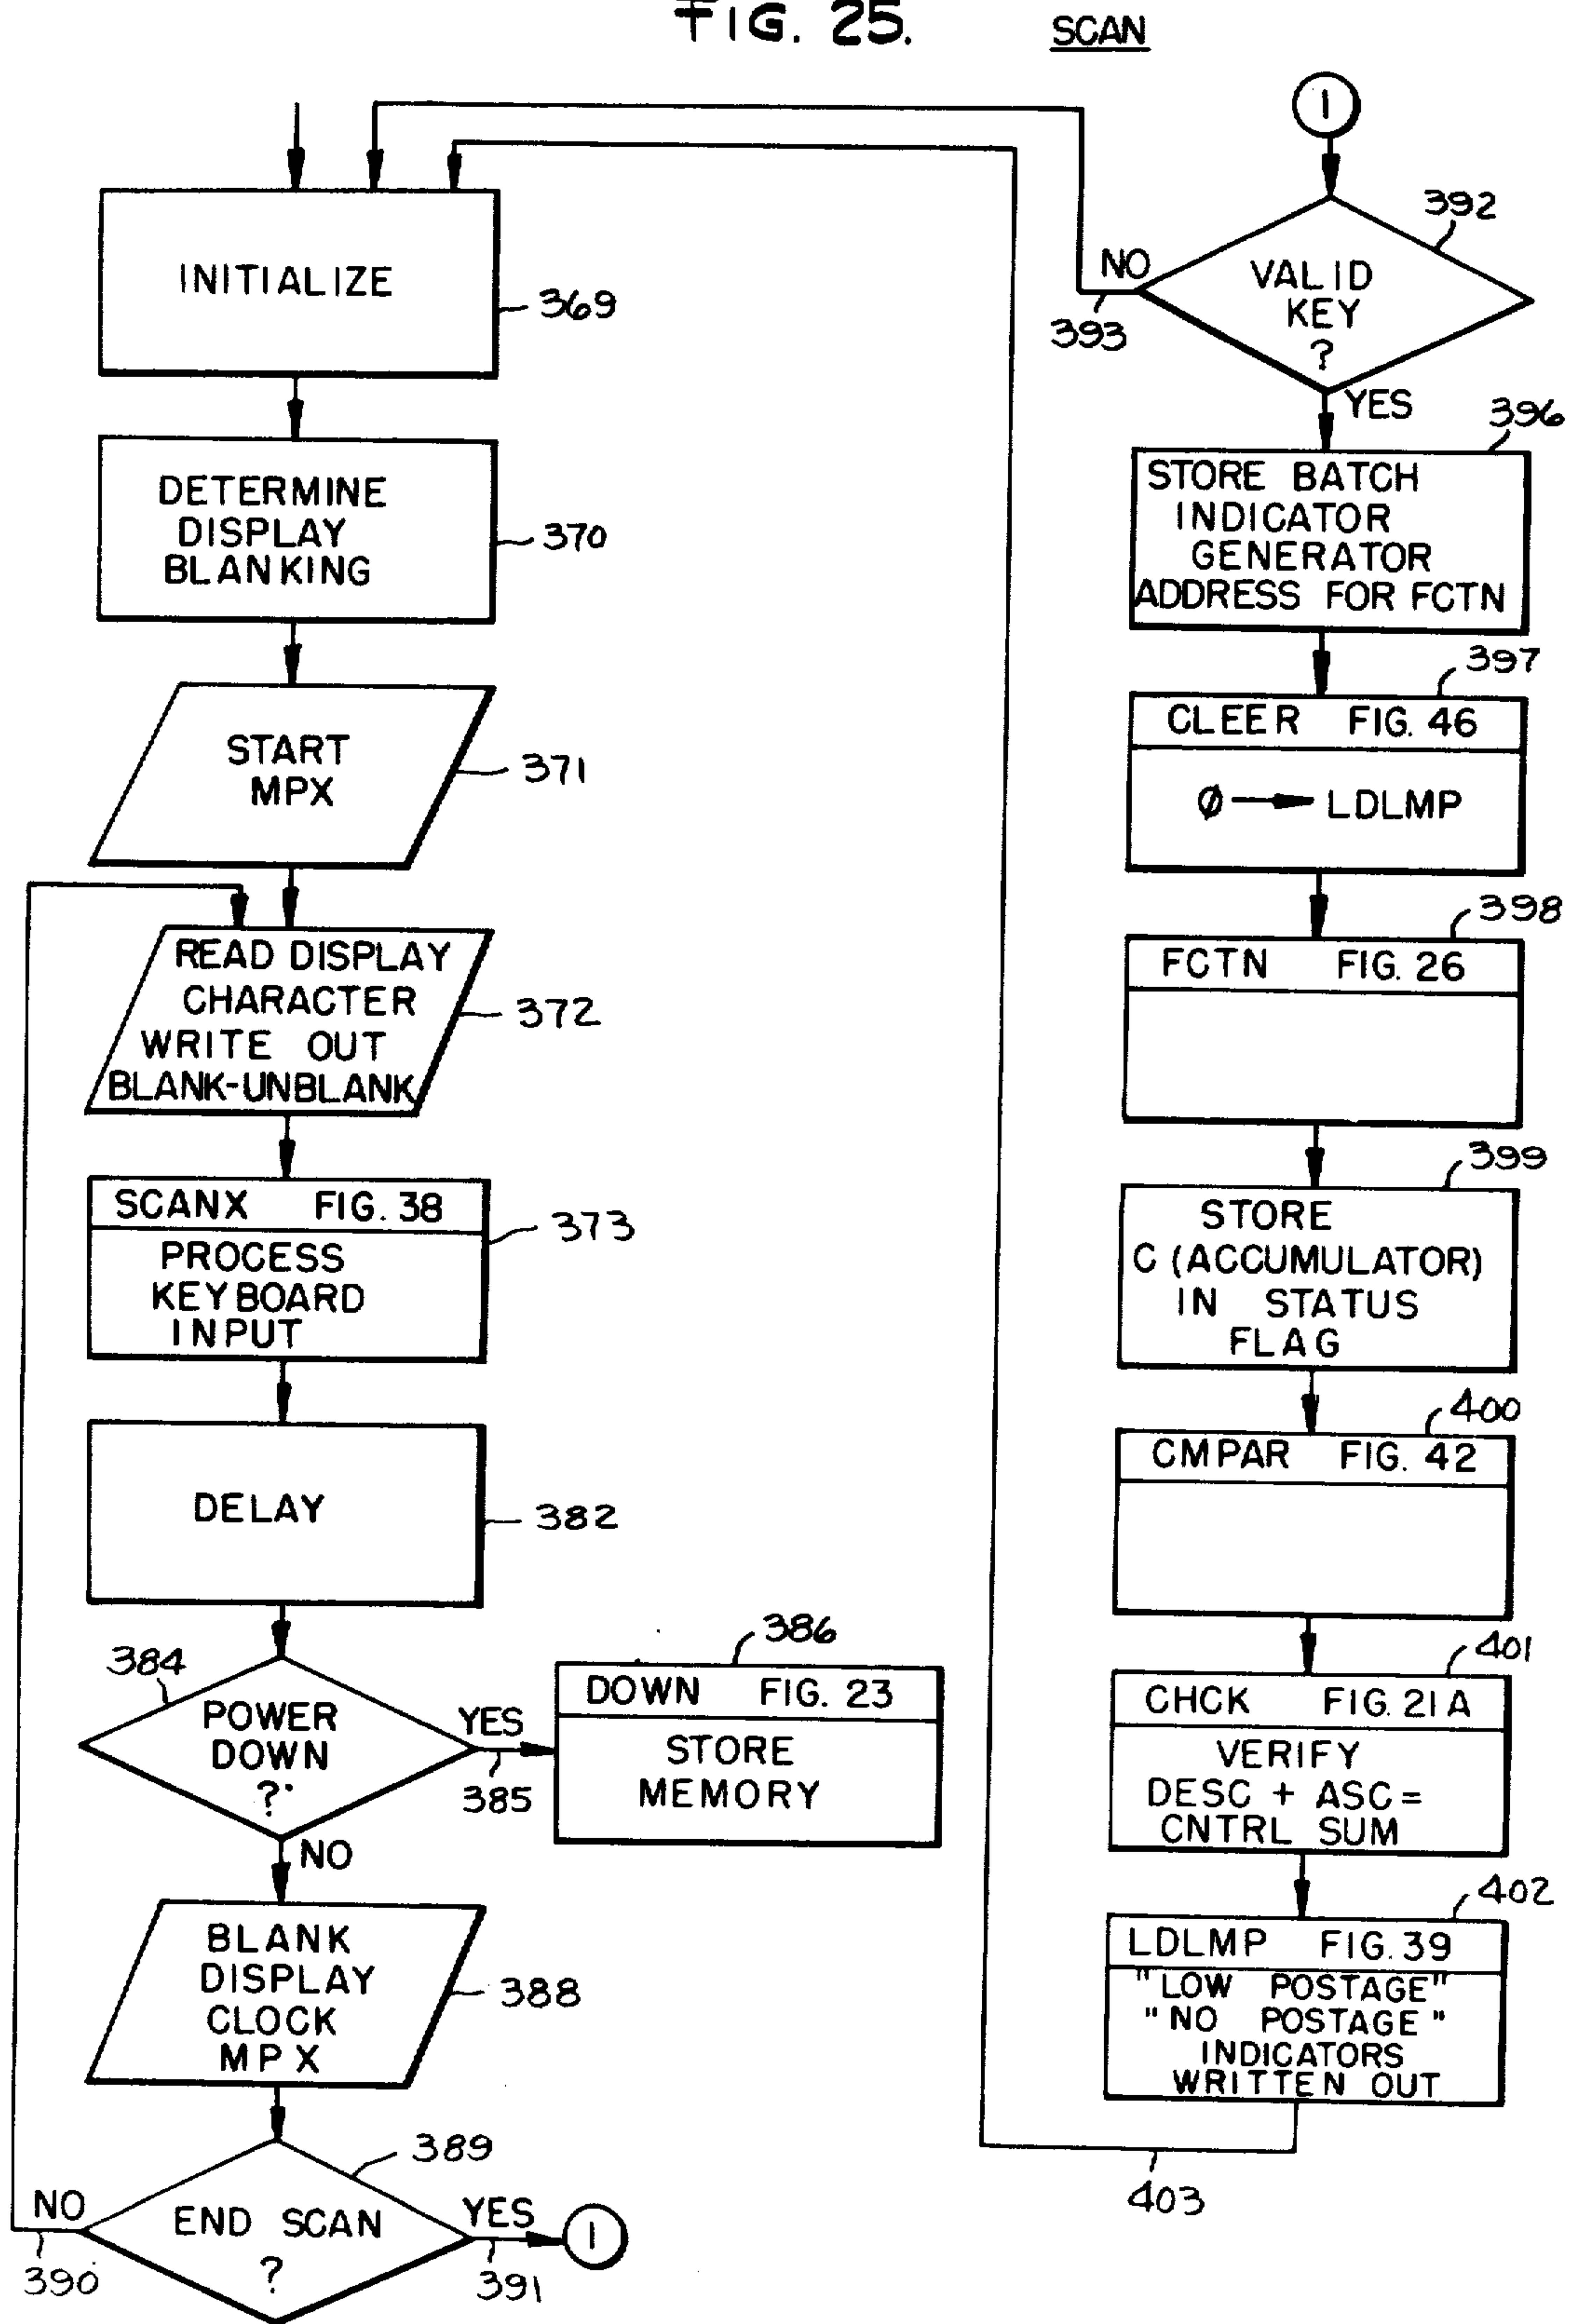 FIG. 25.
SCAN
INITIALIZE
369
DETERMINE
DISPLAY
BLANKING
370
START
MPX
371
READ DISPLAY
CHARACTER
WRITE OUT
BLANK-UNBLANK
372
SCANX FIG. 38
PROCESS
KEYBOARD
INPUT
373
DELAY
382
384
POWER
DOWN
?
YES
385
386
DOWN FIG. 23
STORE
MEMORY
NO
BLANK
DISPLAY
CLOCK
MPX
388
389
END SCAN
?
NO
390
YES
391
1
1
392
VALID
KEY
?
NO
393
YES
396
STORE BATCH
INDICATOR
GENERATOR
ADDRESS FOR FCTN
397
CLEER FIG. 46
Ø → LDLMP
398
FCTN FIG. 26
399
STORE
C (ACCUMULATOR)
IN STATUS
FLAG
400
CMPAR FIG. 42
401
CHCK FIG. 21A
VERIFY
DESC + ASC =
CNTRL SUM
402
LDLMP FIG. 39
"LOW POSTAGE"
"NO POSTAGE"
INDICATORS
WRITTEN OUT
403